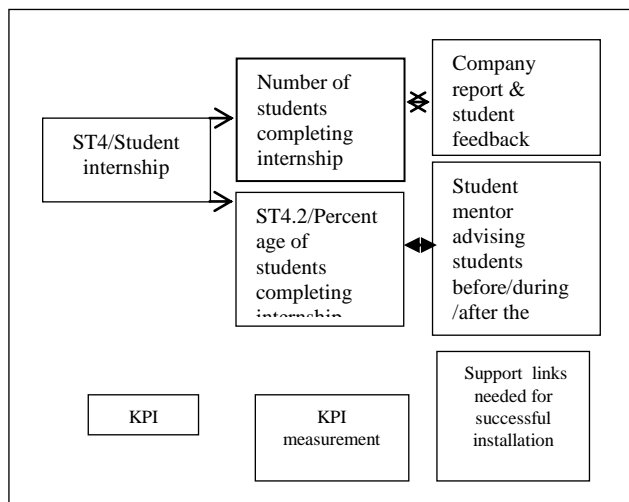 ST4/Student
internship
Number of
students
completing
internship
Company
report &
student
feedback
ST4.2/Percent
age of
students
completing
internship
Student
mentor
advising
students
before/during
/after the
KPI
KPI
measurement
Support links
needed for
successful
installation